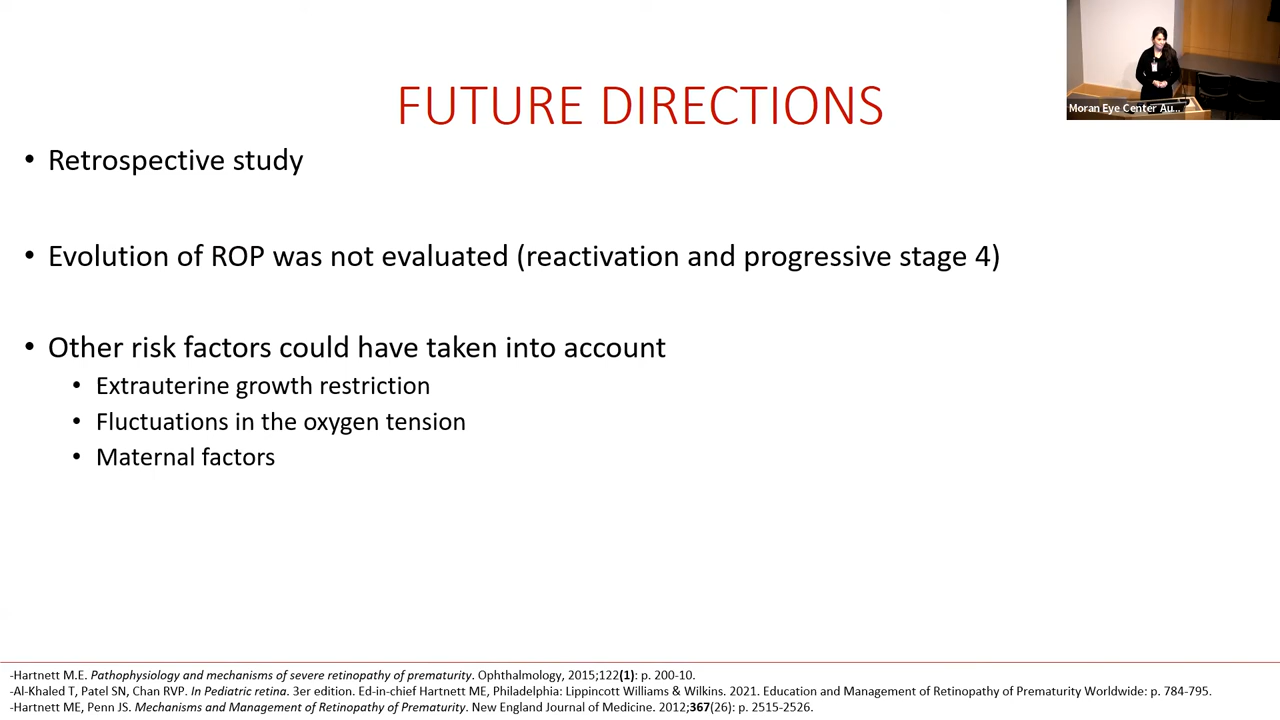 FUTURE DIRECTIONS
Moran Eye Center Au...
• Retrospective study
• Evolution of ROP was not evaluated (reactivation and progressive stage 4)
• Other risk factors could have taken into account
• Extrauterine growth restriction
• Fluctuations in the oxygen tension
• Maternal factors
-Hartnett M.E. Pathophysiology and mechanisms of severe retinopathy of prematurity. Ophthalmology, 2015;122(1): p. 200-10.
-Al-Khaled T, Patel SN, Chan RVP. In Pediatric retina. 3er edition. Ed-in-chief Hartnett ME, Philadelphia: Lippincott Williams & Wilkins. 2021. Education and Management of Retinopathy of Prematurity Worldwide: p. 784-795.
-Hartnett ME, Penn JS. Mechanisms and Management of Retinopathy of Prematurity. New England Journal of Medicine. 2012;367(26): p. 2515-2526.